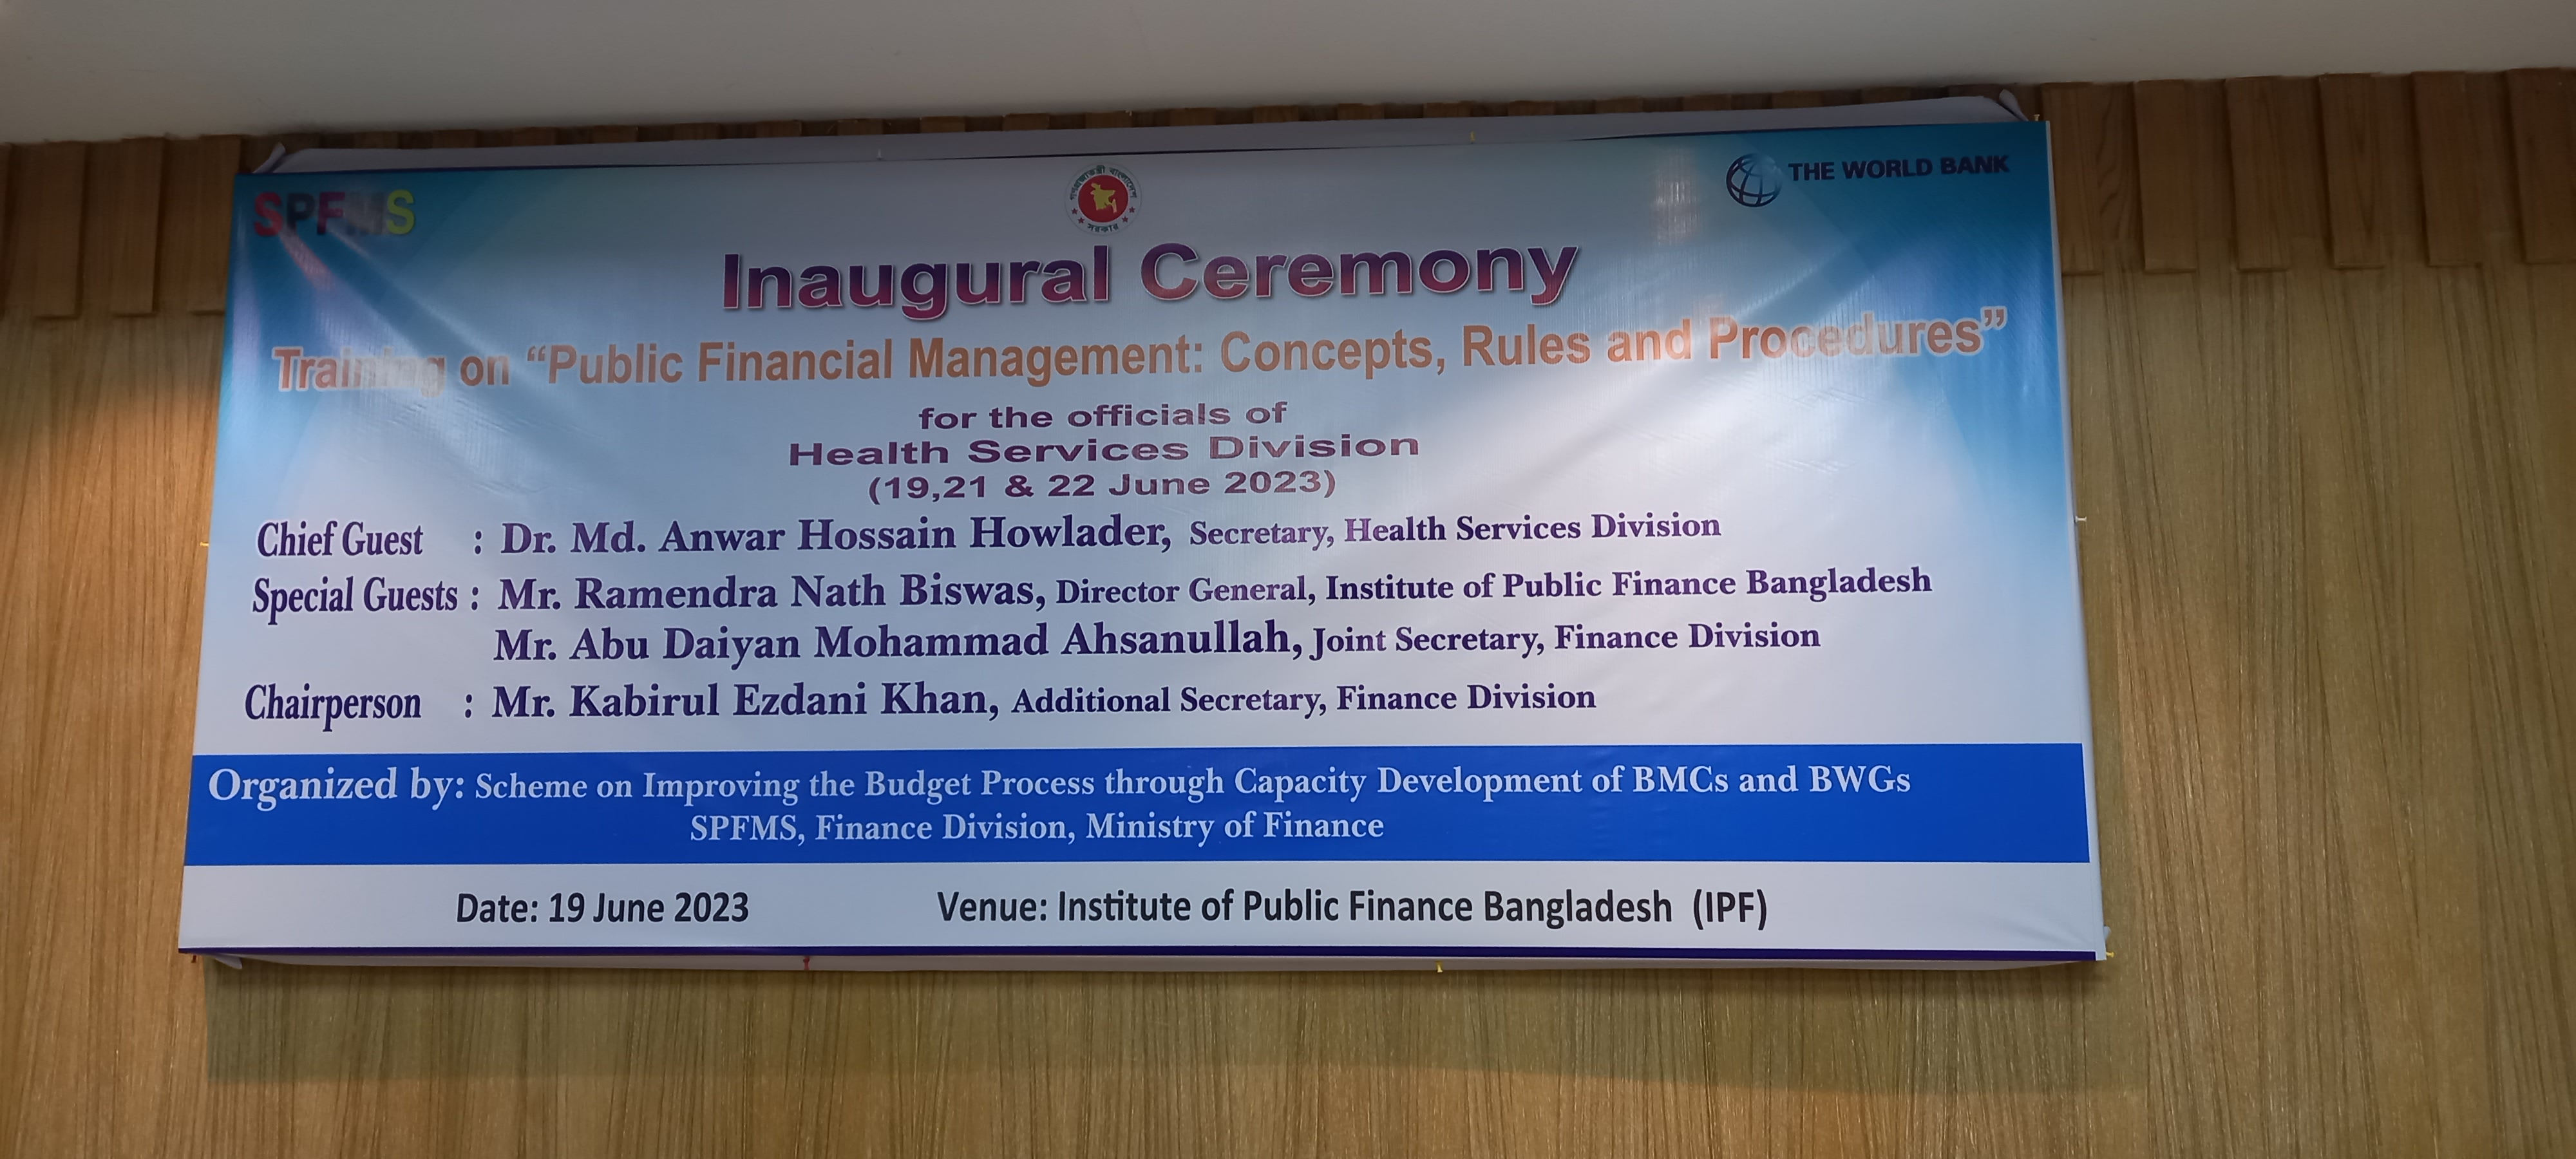 SPFMS
গণপ্রজাতন্ত্রী বাংলাদেশ
সরকার
THE WORLD BANK
Inaugural Ceremony
Training on “Public Financial Management: Concepts, Rules and Procedures”
for the officials of
Health Services Division
(19,21 & 22 June 2023)
Chief Guest : Dr. Md. Anwar Hossain Howlader, Secretary, Health Services Division
Special Guests : Mr. Ramendra Nath Biswas, Director General, Institute of Public Finance Bangladesh
Mr. Abu Daiyan Mohammad Ahsanullah, Joint Secretary, Finance Division
Chairperson : Mr. Kabirul Ezdani Khan, Additional Secretary, Finance Division
Organized by: Scheme on Improving the Budget Process through Capacity Development of BMCs and BWGs
SPFMS, Finance Division, Ministry of Finance
Date: 19 June 2023 Venue: Institute of Public Finance Bangladesh (IPF)